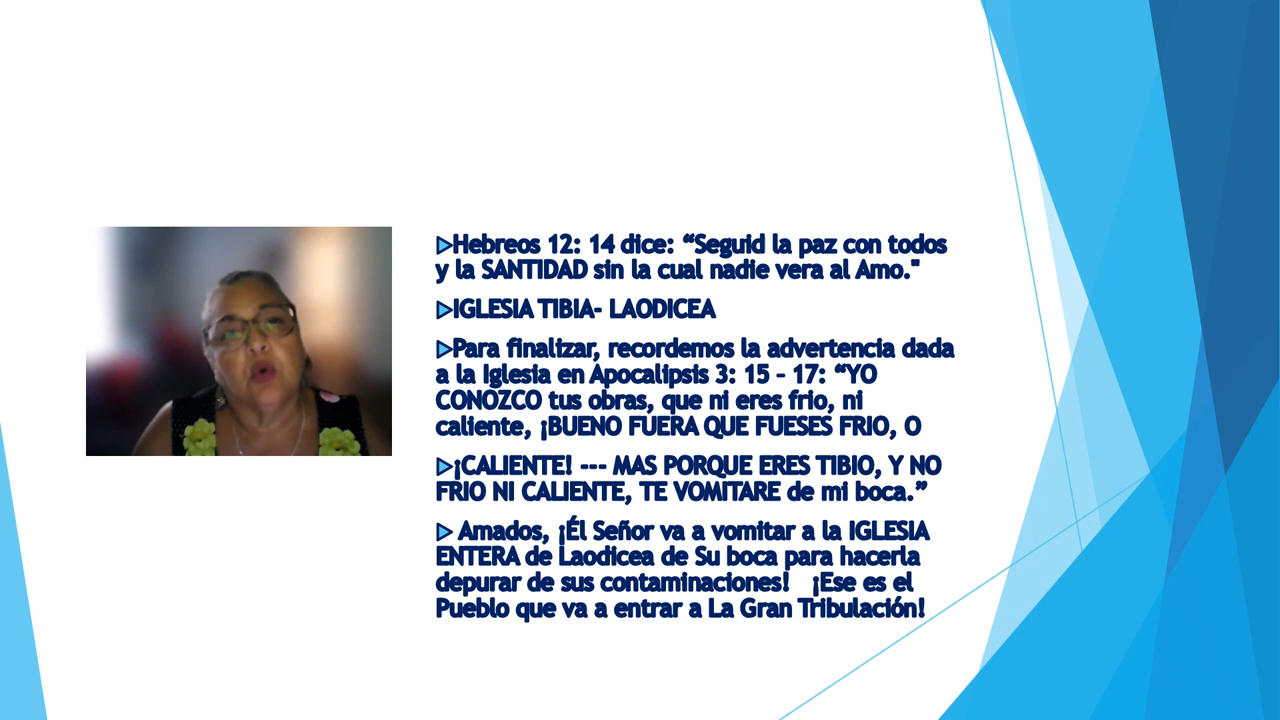 Hebreos 12: 14 dice: “Seguid la paz con todos
y la SANTIDAD sin la cual nadie vera al Amo."
IGLESIA TIBIA- LAODICEA
Para finalizar, recordemos la advertencia dada
a la Iglesia en Apocalipsis 3: 15 – 17: “YO
CONOZCO tus obras, que ni eres frio, ni
caliente, ¡BUENO FUERA QUE FUESES FRIO, O
¡CALIENTE! --- MAS PORQUE ERES TIBIO, Y NO
FRIO NI CALIENTE, TE VOMITARE de mi boca.”
Amados, ¡Él Señor va a vomitar a la IGLESIA
ENTERA de Laodicea de Su boca para hacerla
depurar de sus contaminaciones! ¡Ese es el
Pueblo que va a entrar a La Gran Tribulación!